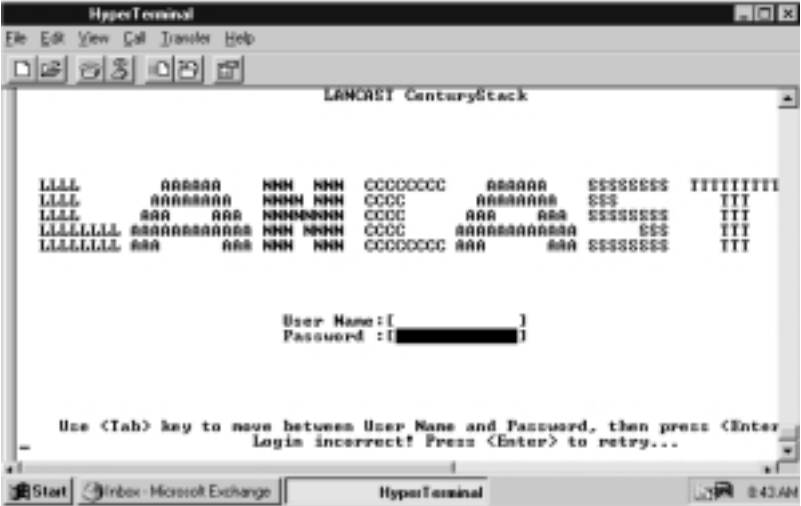 HyperTerminal
File Edit View Call Transfer Help
LANCAST CenturyStack
LLLL AAAAAA NNN NNN CCCCCCCC AAAAAA SSSSSSSS TTTTTTTTT
LLLL AAAAAAAA NNNN NNN CCCC AAAAAAAA SSS TTT
LLLL AAA AAA NNNNNNNN CCCC AAA AAA SSSSSSSS TTT
LLLLLLLL AAAAAAAAAAAA NNN NNNN CCCC AAAAAAAAAAAA SSS TTT
LLLLLLLL AAA AAA NNN NNN CCCCCCCC AAA AAA SSSSSSSS TTT
User Name:[ ]
Password :[ ]
Use <Tab> key to move between User Name and Password, then press <Enter
Login incorrect! Press <Enter> to retry...
Start Inbox - Microsoft Exchange HyperTerminal 8:43 AM